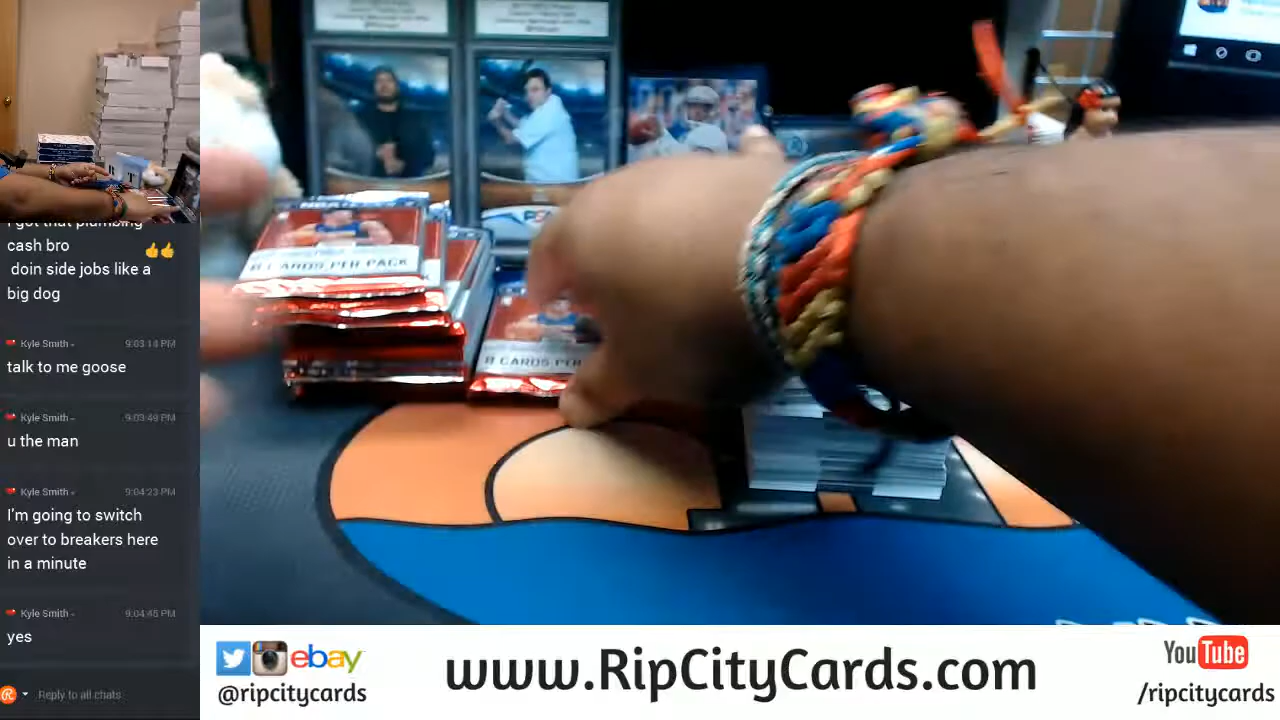 cash bro 👍👍
doin side jobs like a
big dog
Kyle Smith 9:03:14 PM
talk to me goose
Kyle Smith 9:03:49 PM
u the man
Kyle Smith 9:04:23 PM
I'm going to switch
over to breakers here
in a minute
Kyle Smith 9:04:45 PM
yes
Reply to all chats
8 CARDS PER PACK
8 CARDS PER
T
ebay
@ripcitycards
www.RipCityCards.com
YouTube
/ripcitycards